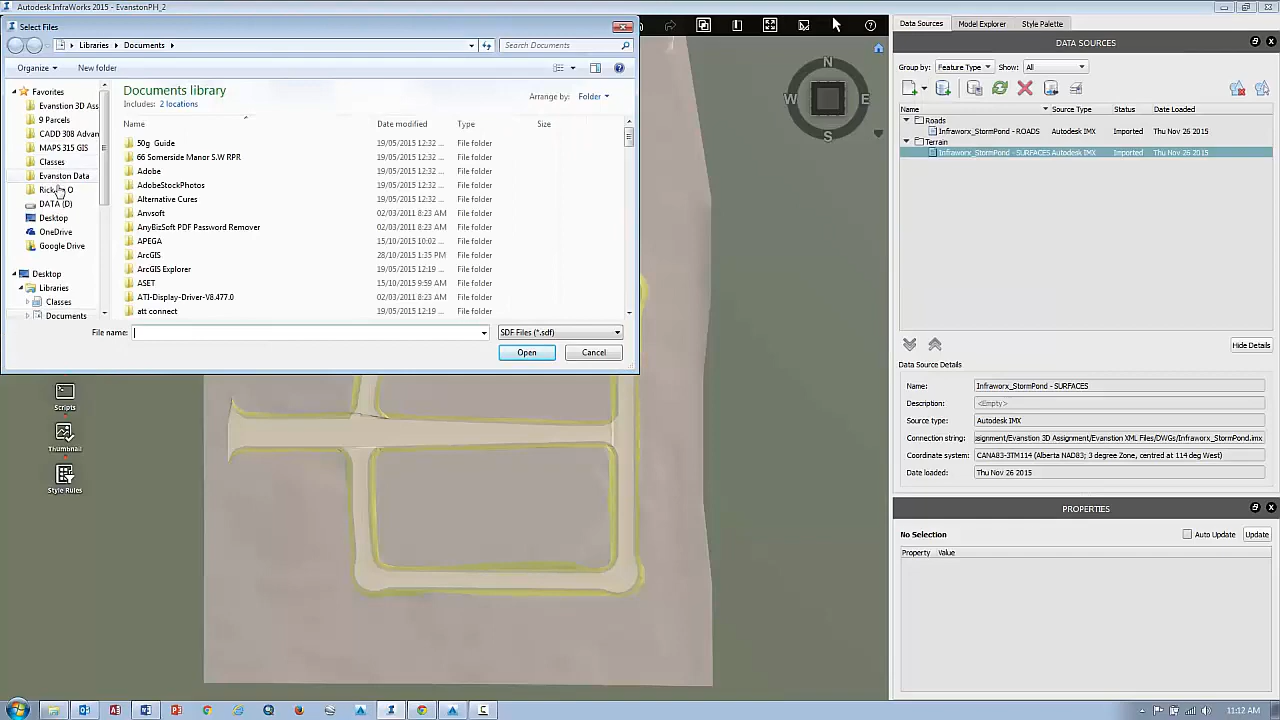 Autodesk InfraWorks 2015 - EvanstonPH_2
Select Files
Libraries
Documents
Search Documents
Organize
New folder
Favorites
Evanstion 3D Ass
9 Parcels
CADD 308 Advan
MAPS 315 GIS
Classes
Evanston Data
DATA (D)
Desktop
OneDrive
Google Drive
Desktop
Libraries
Classes
Documents
Documents library
Includes: 2 locations
Arrange by: Folder
Name Date modified Type Size
50g Guide 19/05/2015 12:32 ... File folder
66 Somerside Manor S.W RPR 19/05/2015 12:32 ... File folder
Adobe 19/05/2015 12:32 ... File folder
AdobeStockPhotos 19/05/2015 12:32 ... File folder
Alternative Cures 19/05/2015 12:32 ... File folder
Anvsoft 02/03/2011 8:23 AM File folder
AnyBizSoft PDF Password Remover 02/03/2011 8:23 AM File folder
APEGA 15/10/2015 10:02 ... File folder
ArcGIS 28/10/2015 1:35 PM File folder
ArcGIS Explorer 19/05/2015 12:19 ... File folder
ASET 15/10/2015 9:59 AM File folder
ATI-Display-Driver-V8.477.0 02/03/2011 8:23 AM File folder
att connect 19/05/2015 12:19 ... File folder
File name:
SDF Files (*.sdf)
Open
Cancel
Scripts
Thumbnail
Style Rules
N
W
E
S
Data Sources
Model Explorer
Style Palette
DATA SOURCES
Group by: Feature Type Show: All
Name Source Type Status Date Loaded
Roads
Infraworx_StormPond - ROADS Autodesk IMX Imported Thu Nov 26 2015
Terrain
Infraworx_StormPond - SURFACES Autodesk IMX Imported Thu Nov 26 2015
Hide Details
Data Source Details
Name: Infraworx_StormPond - SURFACES
Description: <Empty>
Source type: Autodesk IMX
Connection string: ssignment/Evanstion 3D Assignment/Evanstion XML Files/DWGs/Infraworx_StormPond.imx
Coordinate system: CANA83-3TM114 (Alberta NAD83; 3 degree Zone, centred at 114 deg West)
Date loaded: Thu Nov 26 2015
PROPERTIES
No Selection
Auto Update
Update
Property Value
11:12 AM